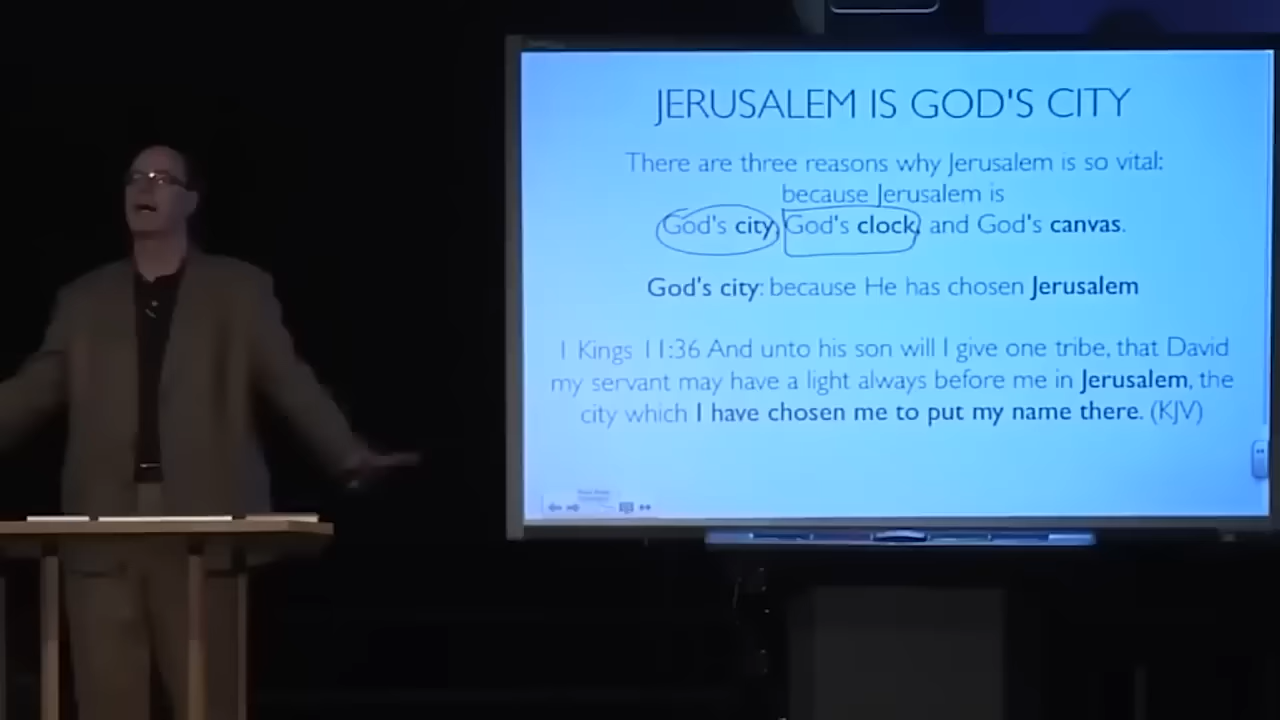 JERUSALEM IS GOD'S CITY
There are three reasons why Jerusalem is so vital:
because Jerusalem is
God's city, God's clock, and God's canvas.
God's city: because He has chosen Jerusalem
1 Kings 11:36 And unto his son will I give one tribe, that David
my servant may have a light always before me in Jerusalem, the
city which I have chosen me to put my name there. (KJV)